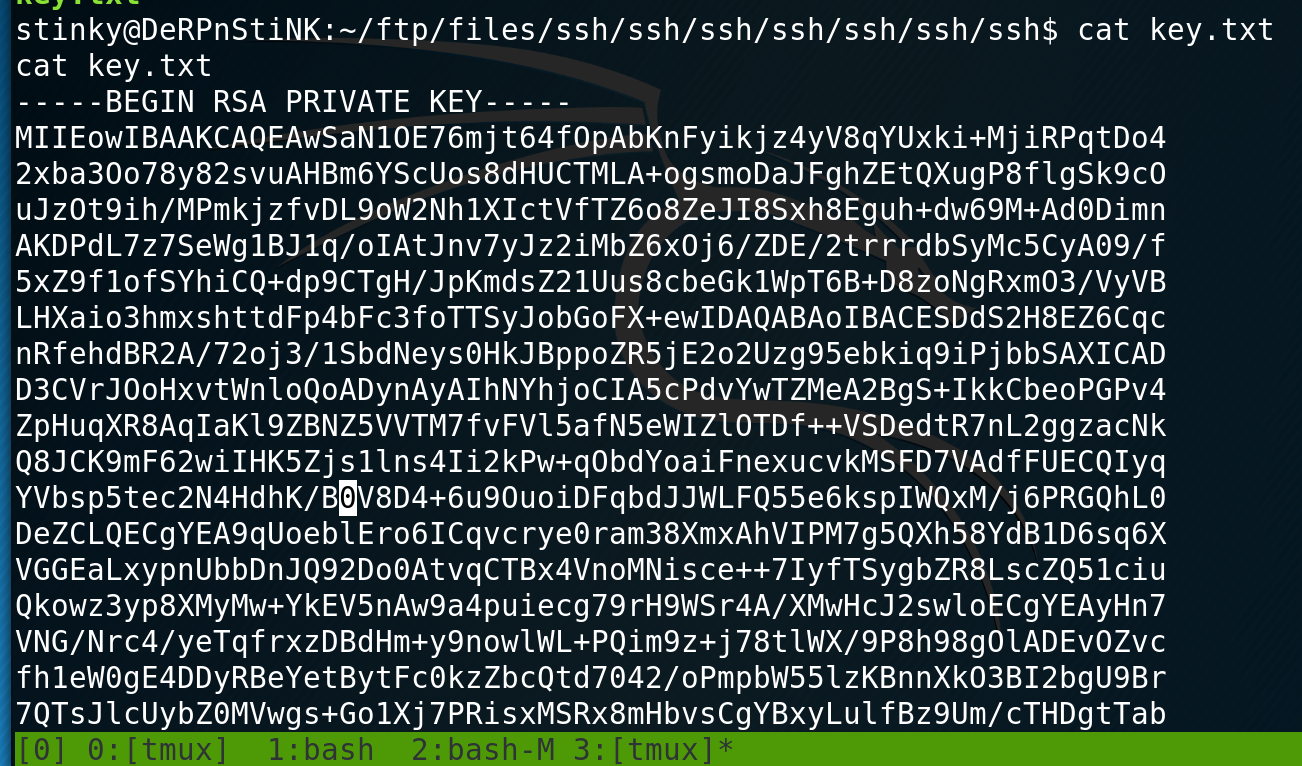 key.txt
stinky@DeRPnStiNK:~/ftp/files/ssh/ssh/ssh/ssh/ssh/ssh/ssh$ cat key.txt
cat key.txt
-----BEGIN RSA PRIVATE KEY-----
MIIEowIBAAKCAQEAwSaN1OE76mjt64fOpAbKnFyikjz4yV8qYUxki+MjiRPqtDo4
2xba3Oo78y82svuAHBm6YScUos8dHUCTMLA+ogsmoDaJFghZEtQXugP8flgSk9cO
uJzOt9ih/MPmkjzfvDL9oW2Nh1XIctVfTZ6o8ZeJI8Sxh8Eguh+dw69M+Ad0Dimn
AKDPdL7z7SeWg1BJ1q/oIAtJnv7yJz2iMbZ6xOj6/ZDE/2trrrdbSyMc5CyA09/f
5xZ9f1ofSYhiCQ+dp9CTgH/JpKmdsZ21Uus8cbeGk1WpT6B+D8zoNgRxmO3/VyVB
LHXaio3hmxshttdFp4bFc3foTTSyJobGoFX+ewIDAQABAoIBACESDdS2H8EZ6Cqc
nRfehdBR2A/72oj3/1SbdNeys0HkJBppoZR5jE2o2Uzg95ebkiq9iPjbbSAXICAD
D3CVrJOoHxvtWnloQoADynAyAIhNYhjoCIA5cPdvYwTZMeA2BgS+IkkCbeoPGPv4
ZpHuqXR8AqIaKl9ZBNZ5VVTM7fvFVl5afN5eWIZlOTDf++VSDedtR7nL2ggzacNk
Q8JCK9mF62wiIHK5Zjs1lns4Ii2kPw+qObdYoaiFnexucvkMSFD7VAdfFUECQIyq
YVbsp5tec2N4HdhK/B0V8D4+6u9OuoiDFqbdJJWLFQ55e6kspIWQxM/j6PRGQhL0
DeZCLQECgYEA9qUoeblEro6ICqvcrye0ram38XmxAhVIPM7g5QXh58YdB1D6sq6X
VGGEaLxypnUbbDnJQ92Do0AtvqCTBx4VnoMNisce++7IyfTSygbZR8LscZQ51ciu
Qkowz3yp8XMyMw+YkEV5nAw9a4puiecg79rH9WSr4A/XMwHcJ2swloECgYEAyHn7
VNG/Nrc4/yeTqfrxzDBdHm+y9nowlWL+PQim9z+j78tlWX/9P8h98gOlADEvOZvc
fh1eW0gE4DDyRBeYetBytFc0kzZbcQtd7042/oPmpbW55lzKBnnXkO3BI2bgU9Br
7QTsJlcUybZ0MVwgs+Go1Xj7PRisxMSRx8mHbvsCgYBxyLulfBz9Um/cTHDgtTab
[0] 0:[tmux]  1:bash  2:bash-M 3:[tmux]*